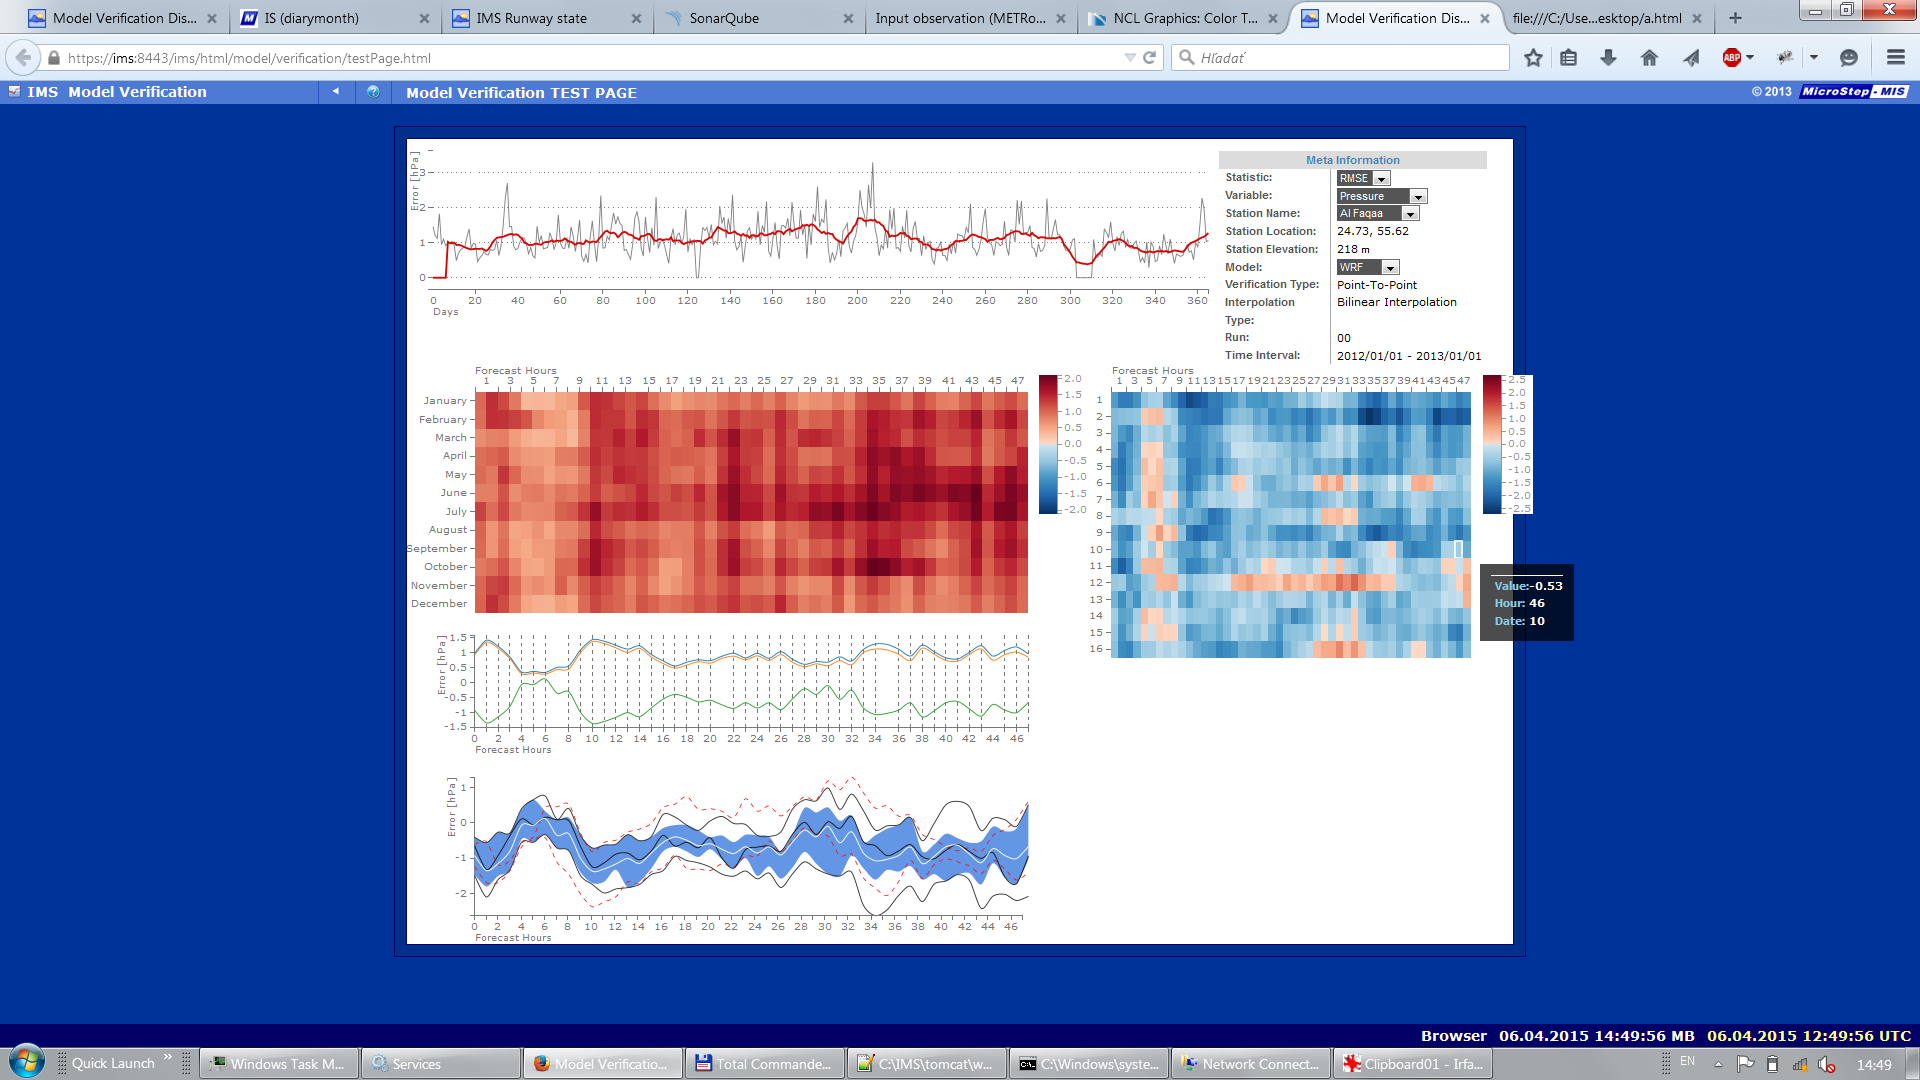 Model Verification Dis...
IS (diarymonth)
IMS Runway state
SonarQube
Input observation (METRo...
NCL Graphics: Color T...
Model Verification Dis...
file:///C:/Use...esktop/a.html
https://ims:8443/ims/html/model/verification/testPage.html
Hľadať
ABP
IMS Model Verification
Model Verification TEST PAGE
© 2013 MicroStep-MIS
Error [hPa]
3
2
1
0
0 20 40 60 80 100 120 140 160 180 200 220 240 260 280 300 320 340 360
Days
Meta Information
Statistic: RMSE
Variable: Pressure
Station Name: Al Faqaa
Station Location: 24.73, 55.62
Station Elevation: 218 m
Model: WRF
Verification Type: Point-To-Point
Interpolation Type: Bilinear Interpolation
Run: 00
Time Interval: 2012/01/01 - 2013/01/01
Forecast Hours
1 3 5 7 9 11 13 15 17 19 21 23 25 27 29 31 33 35 37 39 41 43 45 47
January
February
March
April
May
June
July
August
September
October
November
December
2.0
1.5
1.0
0.5
0.0
-0.5
-1.0
-1.5
-2.0
Forecast Hours
1 3 5 7 9 11 13 15 17 19 21 23 25 27 29 31 33 35 37 39 41 43 45 47
1
2
3
4
5
6
7
8
9
10
11
12
13
14
15
16
2.5
2.0
1.5
1.0
0.5
0.0
-0.5
-1.0
-1.5
-2.0
-2.5
Value:-0.53
Hour: 46
Date: 10
Error [hPa]
1.5
1
0.5
0
-0.5
-1
-1.5
0 2 4 6 8 10 12 14 16 18 20 22 24 26 28 30 32 34 36 38 40 42 44 46
Forecast Hours
Error [hPa]
1
0
-1
-2
0 2 4 6 8 10 12 14 16 18 20 22 24 26 28 30 32 34 36 38 40 42 44 46
Forecast Hours
Browser 06.04.2015 14:49:56 MB 06.04.2015 12:49:56 UTC
Quick Launch
Windows Task M...
Services
Model Verificatio...
Total Commande...
C:\IMS\tomcat\w...
C:\Windows\syste...
Network Connect...
Clipboard01 - Irfa...
EN
14:49